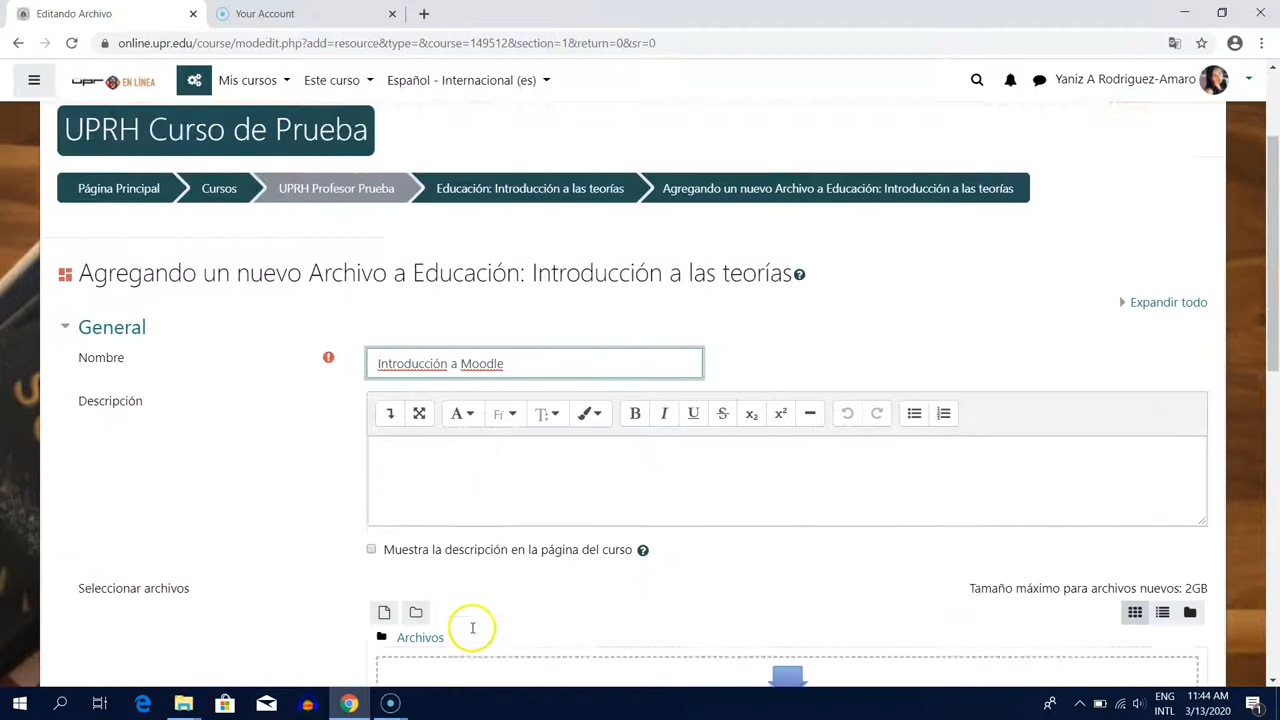 Editando Archivo
Your Account
online.upr.edu/course/modedit.php?add=resource&type=&course=149512&section=1&return=0&sr=0
upr EN LÍNEA
Mis cursos
Este curso
Español - Internacional (es)
Yaniz A Rodriguez-Amaro
UPRH Curso de Prueba
Página Principal
Cursos
UPRH Profesor Prueba
Educación: Introducción a las teorías
Agregando un nuevo Archivo a Educación: Introducción a las teorías
Agregando un nuevo Archivo a Educación: Introducción a las teorías
Expandir todo
General
Nombre
Introducción a Moodle
Descripción
A Fr T: B I U S x₂ x²
Muestra la descripción en la página del curso
Seleccionar archivos
Tamaño máximo para archivos nuevos: 2GB
Archivos
ENG
INTL
11:44 AM
3/13/2020
1